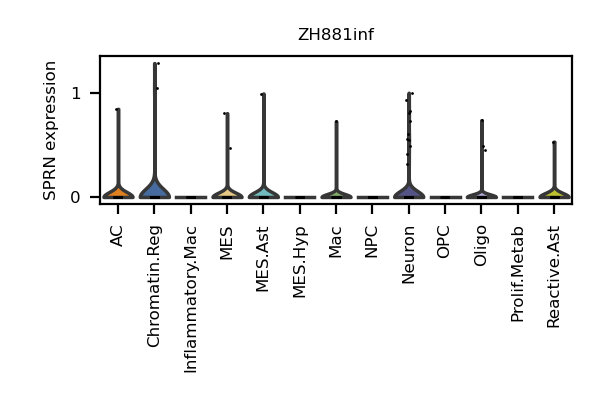 ZH881inf
SPRN expression
1
0
AC
Chromatin.Reg
Inflammatory.Mac
MES
MES.Ast
MES.Hyp
Mac
NPC
Neuron
OPC
Oligo
Prolif.Metab
Reactive.Ast